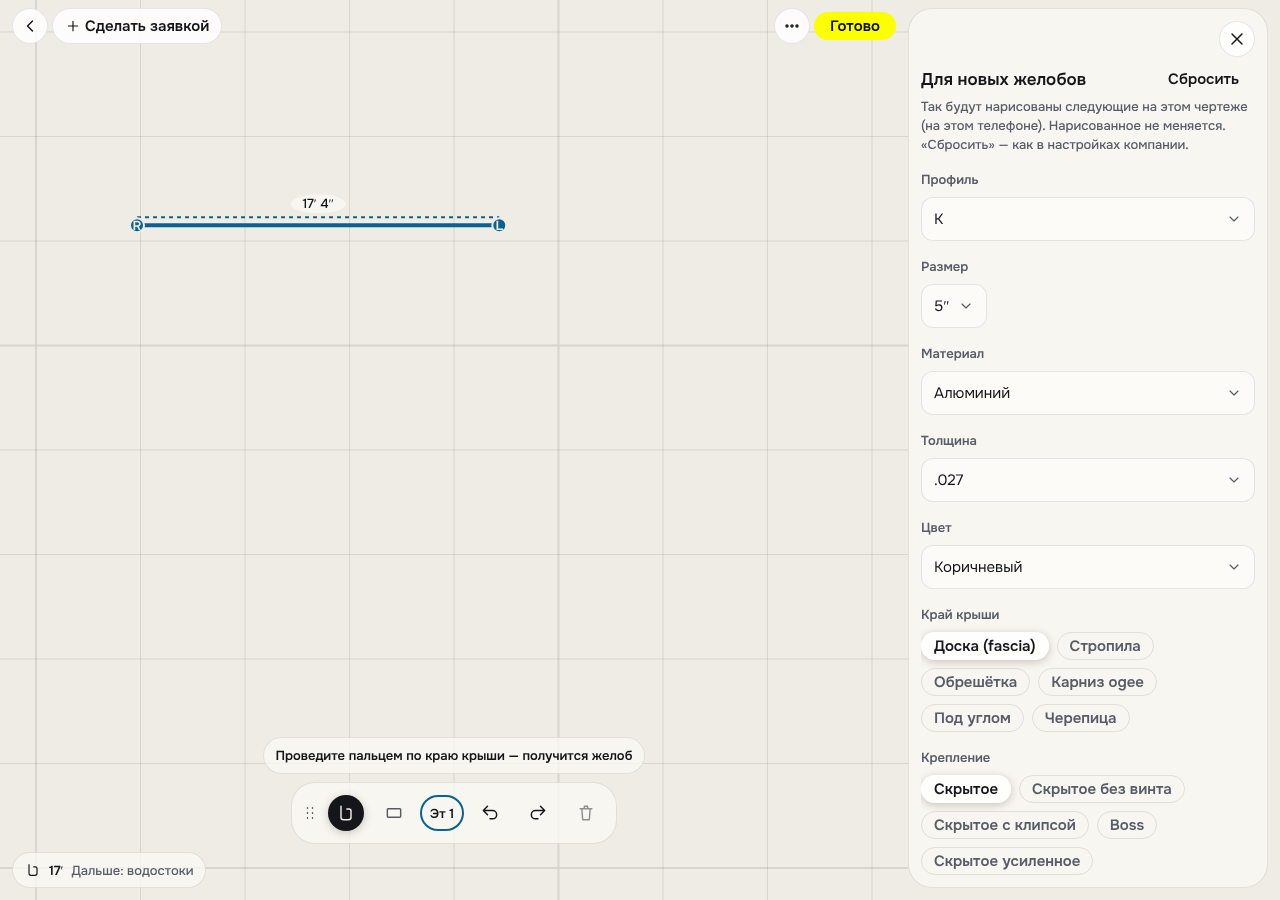 Сделать заявкой
Готово
17′ 4″
R
L
Проведите пальцем по краю крыши — получится желоб
Эт 1
17′ Дальше: водостоки
Для новых желобов
Сбросить
Так будут нарисованы следующие на этом чертеже
(на этом телефоне). Нарисованное не меняется.
«Сбросить» — как в настройках компании.
Профиль
K
Размер
5″
Материал
Алюминий
Толщина
.027
Цвет
Коричневый
Край крыши
Доска (fascia)
Стропила
Обрешётка
Карниз ogee
Под углом
Черепица
Крепление
Скрытое
Скрытое без винта
Скрытое с клипсой
Boss
Скрытое усиленное